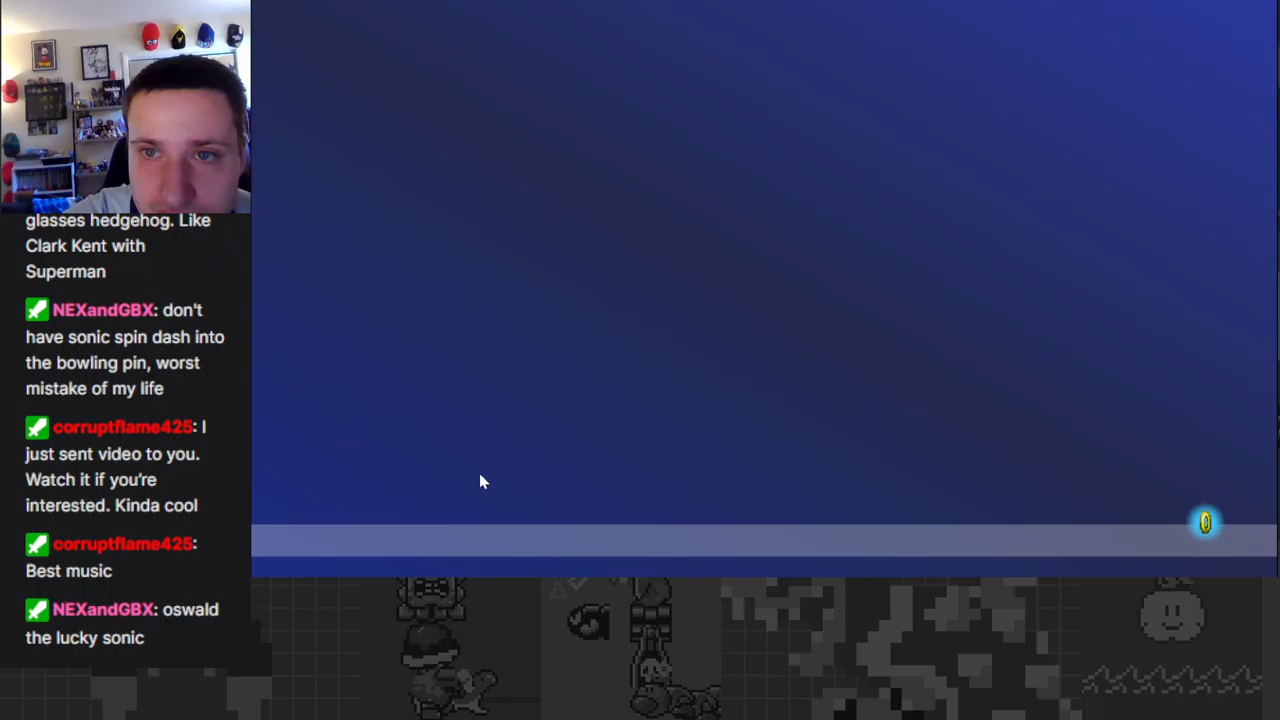 glasses hedgehog. Like
Clark Kent with
Superman
NEXandGBX: don't
have sonic spin dash into
the bowling pin, worst
mistake of my life
corruptflame425: I
just sent video to you.
Watch it if you're
interested. Kinda cool
corruptflame425:
Best music
NEXandGBX: oswald
the lucky sonic